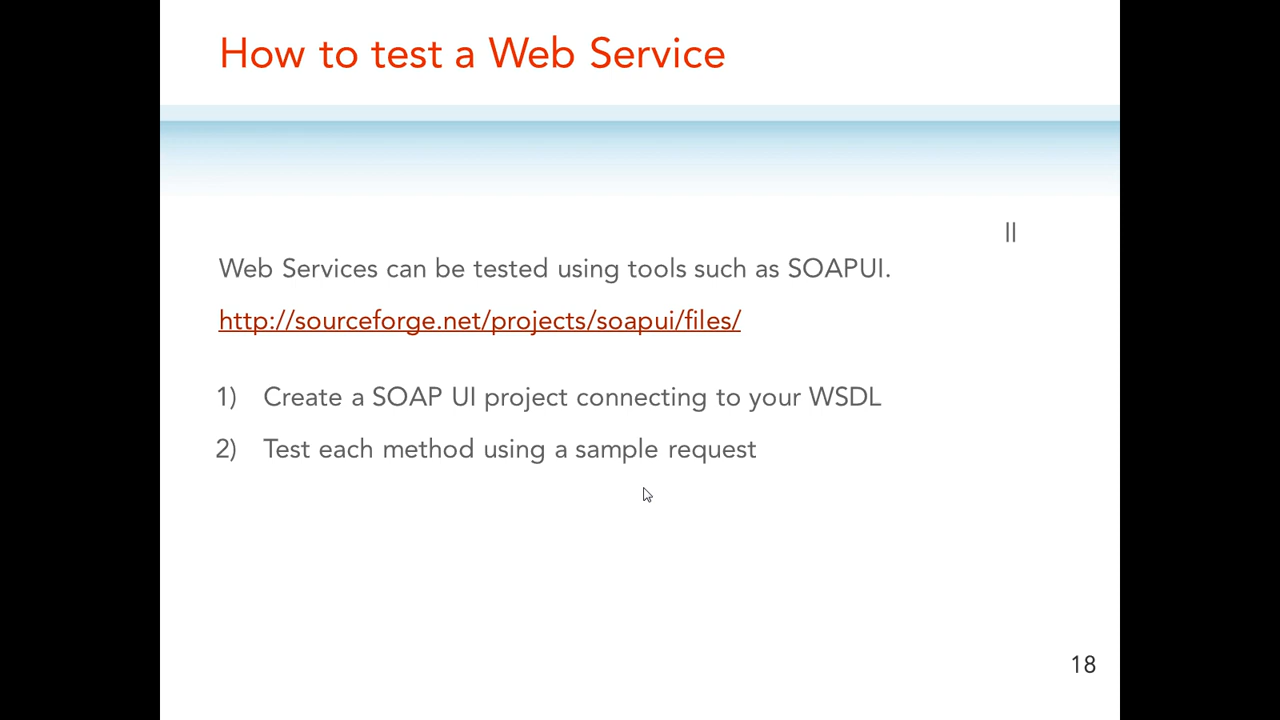 How to test a Web Service
||
Web Services can be tested using tools such as SOAPUI.
http://sourceforge.net/projects/soapui/files/
1) Create a SOAP UI project connecting to your WSDL
2) Test each method using a sample request
18